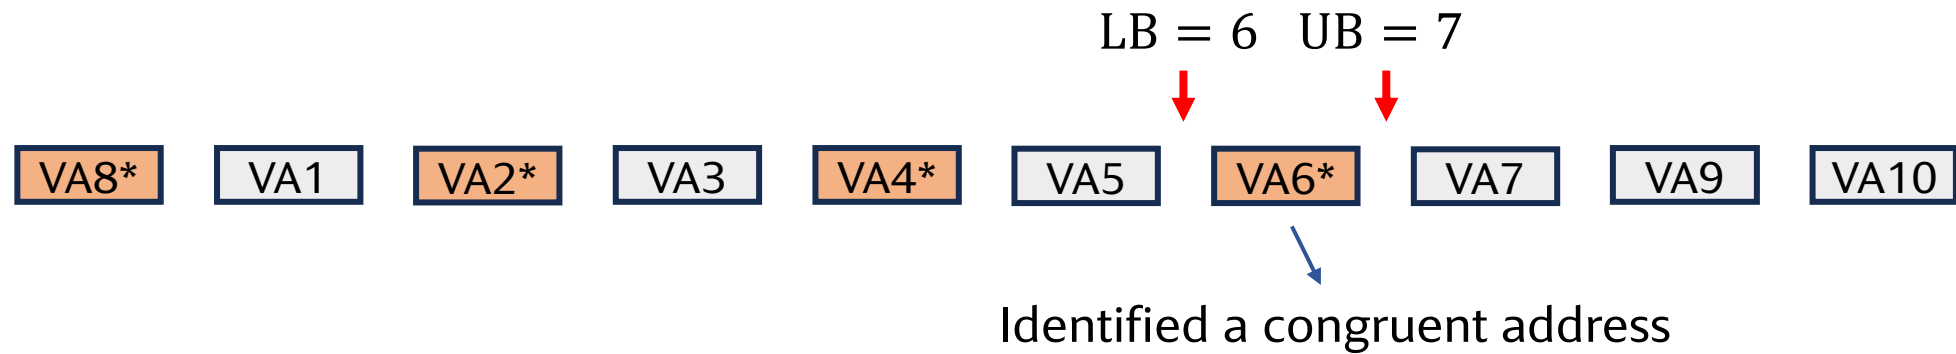 LB = 6 UB = 7
VA8* VA1 VA2* VA3 VA4* VA5 VA6* VA7 VA9 VA10
Identified a congruent address